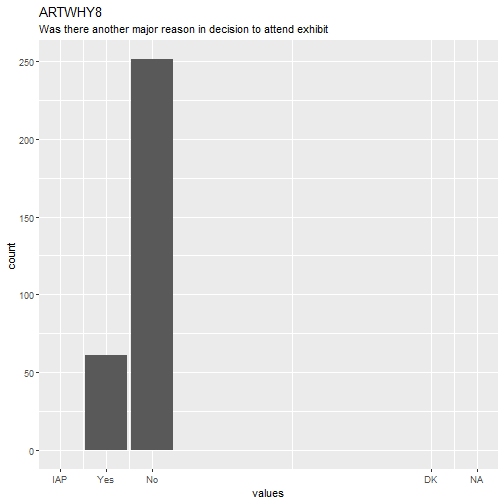 ARTWHY8
Was there another major reason in decision to attend exhibit
250
200
150
100
50
0
count
IAP Yes No DK NA
values